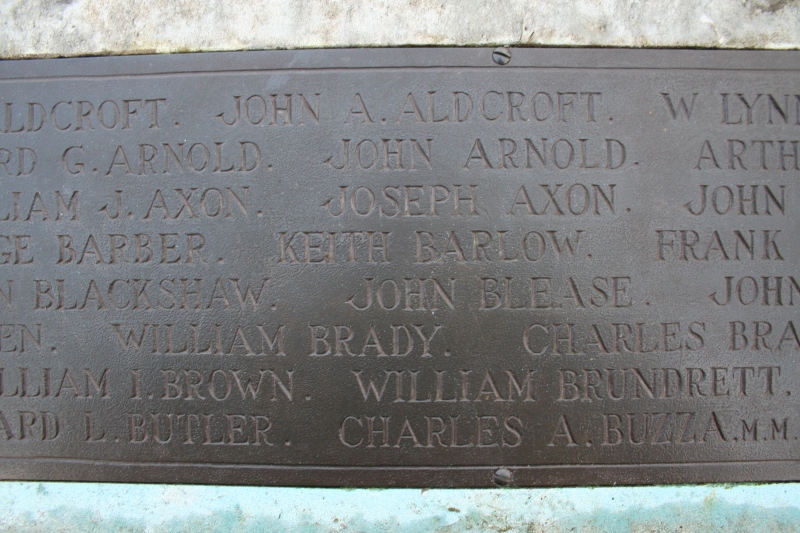 LDCROFT. JOHN A. ALDCROFT. W LYNN
RD G. ARNOLD. JOHN ARNOLD. ARTH
LIAM J. AXON. JOSEPH AXON. JOHN
GE BARBER. KEITH BARLOW. FRANK
N BLACKSHAW. JOHN BLEASE. JOHN
EN. WILLIAM BRADY. CHARLES BRA
LLIAM I. BROWN. WILLIAM BRUNDRETT.
ARD L. BUTLER. CHARLES A. BUZZA, M.M.